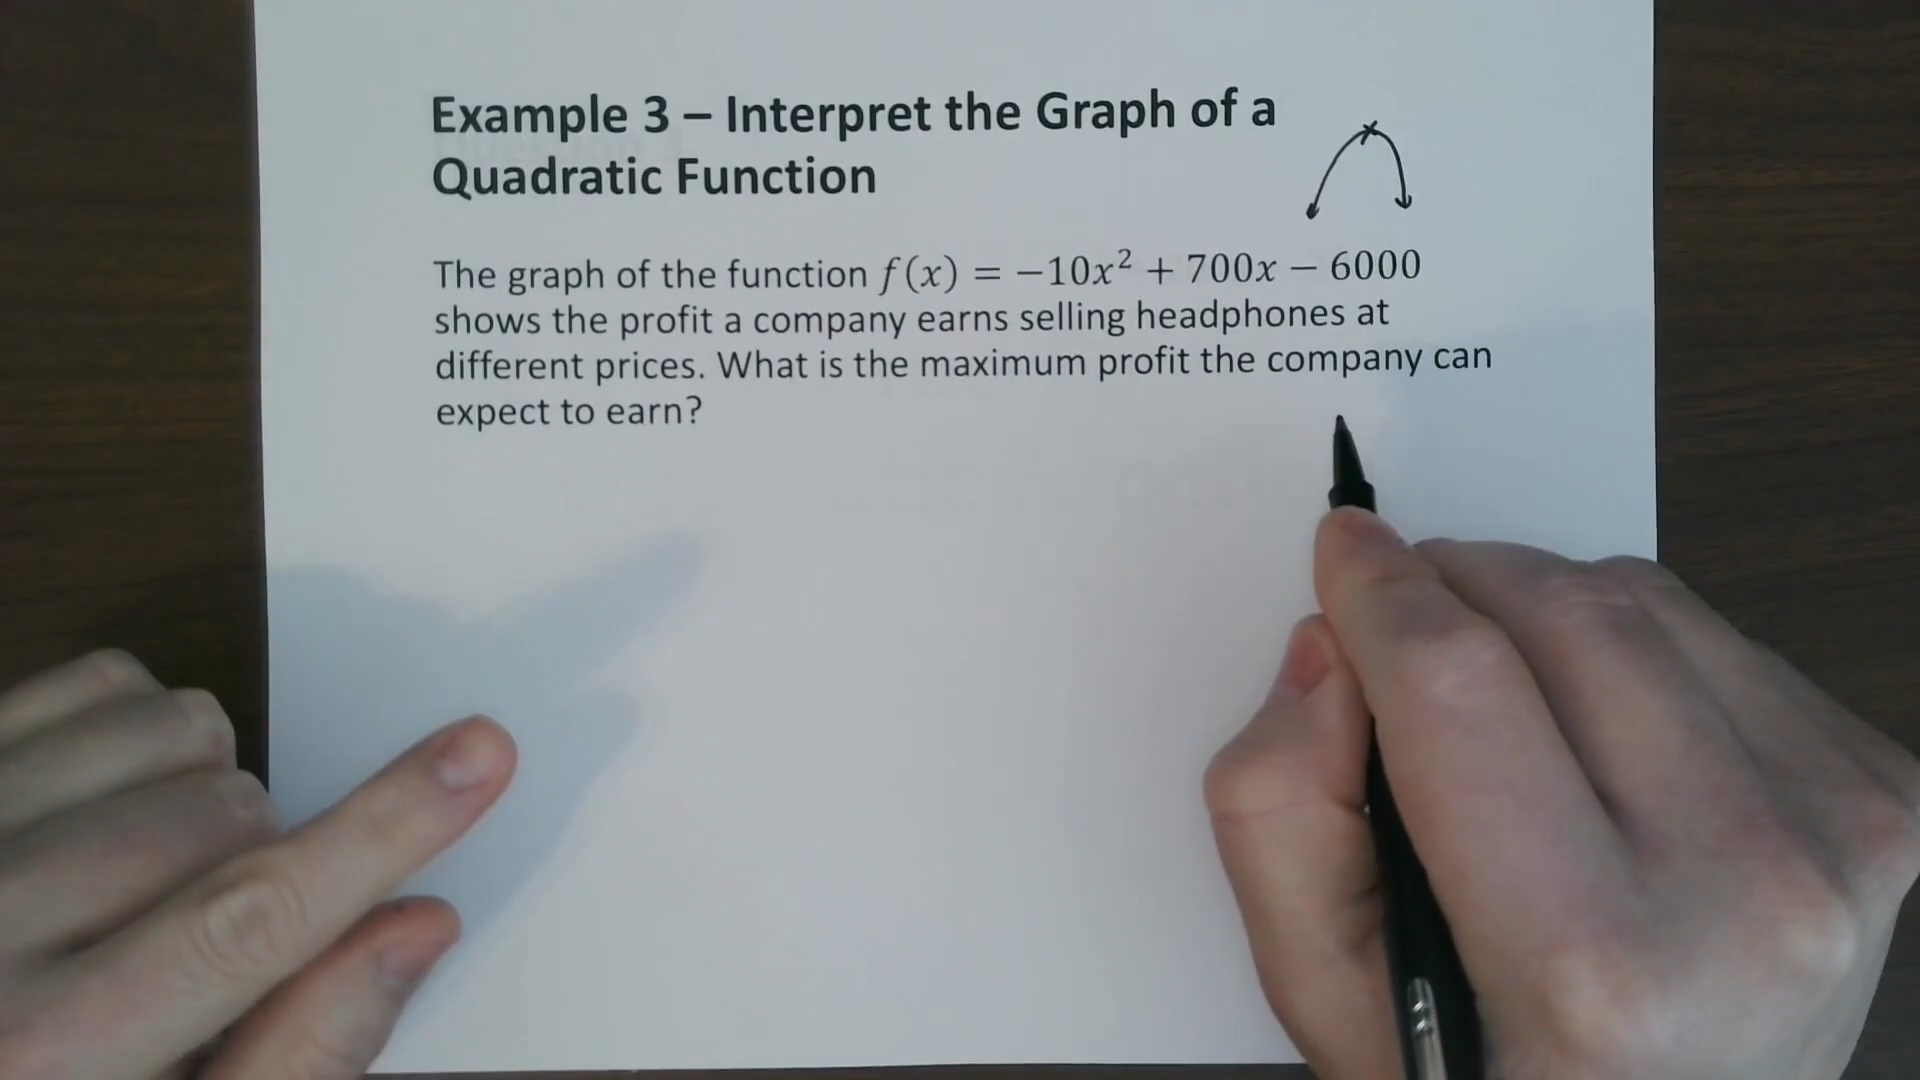 Example 3 – Interpret the Graph of a
Quadratic Function
The graph of the function f(x) = −10x² + 700x − 6000
shows the profit a company earns selling headphones at
different prices. What is the maximum profit the company can
expect to earn?